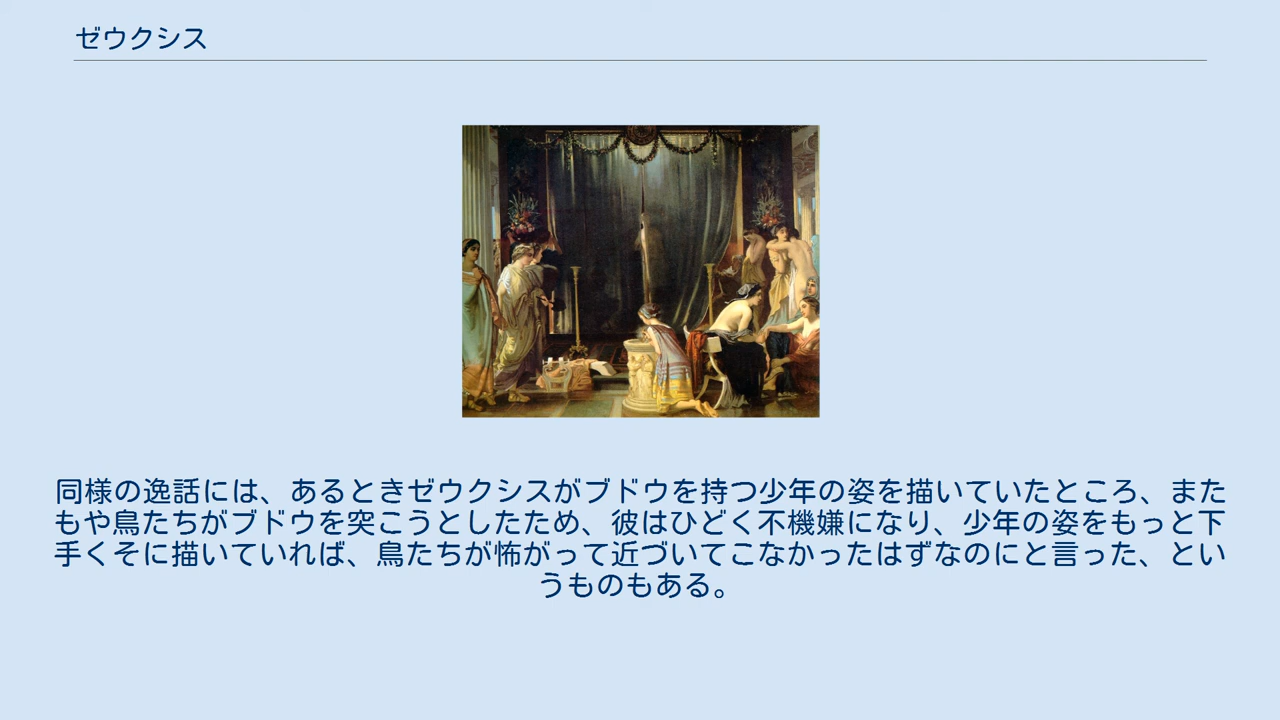 ゼウクシス
同様の逸話には、あるときゼウクシスがブドウを持つ少年の姿を描いていたところ、また
もや鳥たちがブドウを突こうとしたため、彼はひどく不機嫌になり、少年の姿をもっと下
手くそに描いていれば、鳥たちが怖がって近づいてこなかったはずなのにと言った、とい
うものもある。